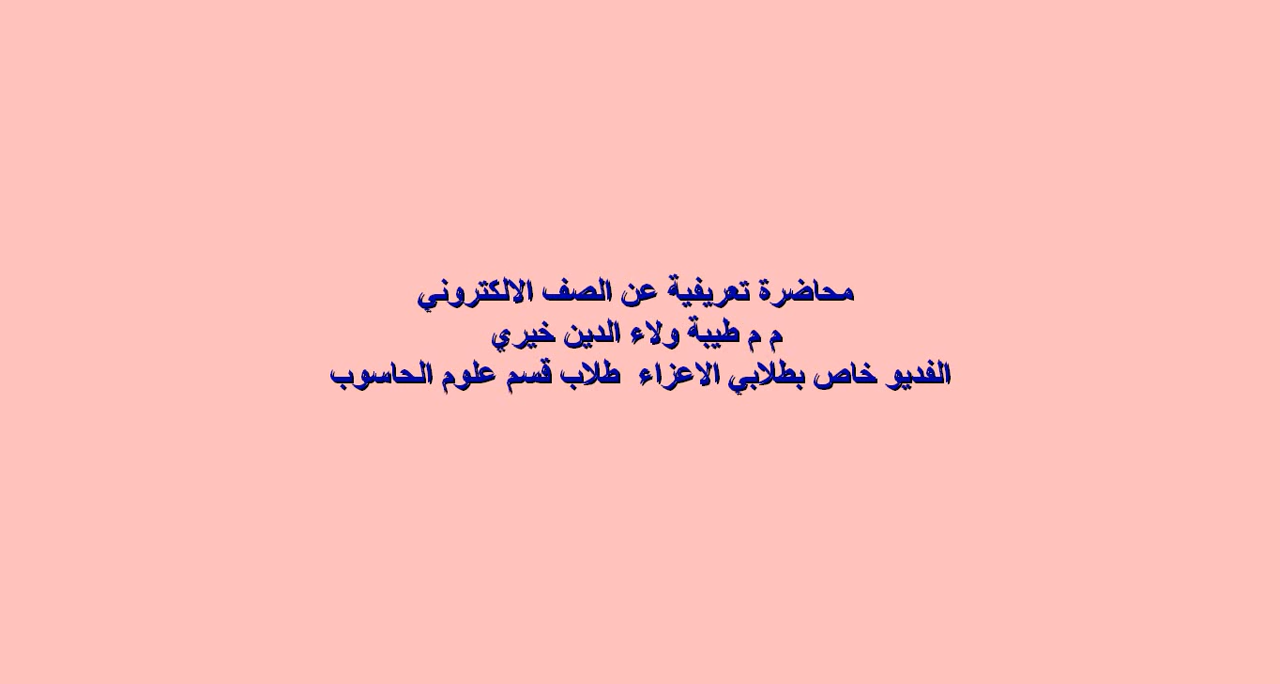 محاضرة تعريفية عن الصف الالكتروني
م م طيبة ولاء الدين خيري
الفديو خاص بطلابي الاعزاء طلاب قسم علوم الحاسوب